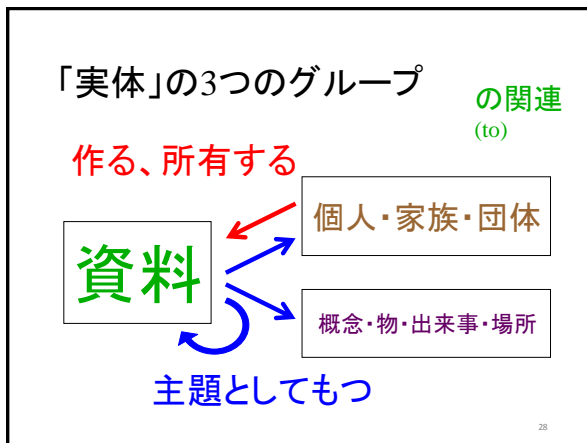 「実体」の3つのグループ
の関連
(to)
作る、所有する
個人・家族・団体
資料
概念・物・出来事・場所
主題としてもつ
28